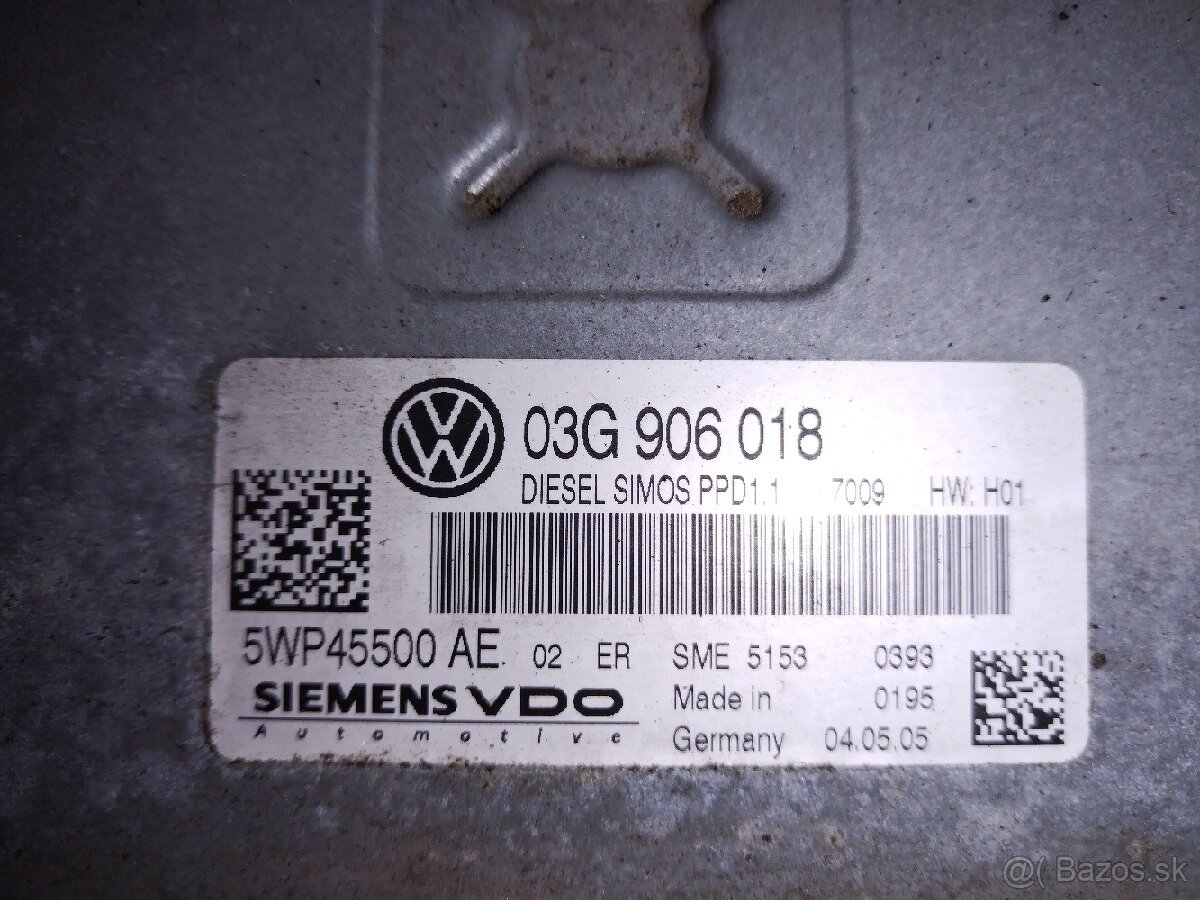 03G 906 018
DIESEL SIMOS PPD1.1 7009 HW: H01
5WP45500 AE 02 ER SME 5153 0393
SIEMENS VDO Made in 0195
Automotive Germany 04.05.05
@( Bazos.sk